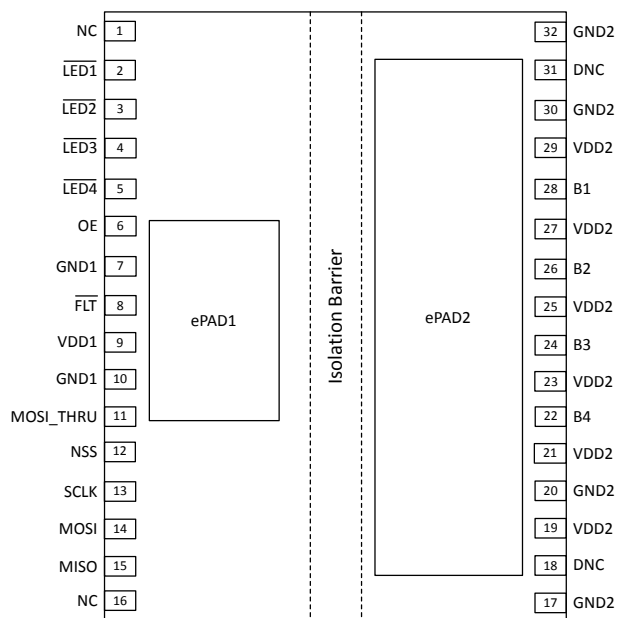 NC 1 32 GND2
LED1 2 31 DNC
LED2 3 30 GND2
LED3 4 29 VDD2
LED4 5 28 B1
OE 6 27 VDD2
GND1 7 26 B2
FLT 8 25 VDD2
VDD1 9 24 B3
GND1 10 23 VDD2
MOSI_THRU 11 22 B4
NSS 12 21 VDD2
SCLK 13 20 GND2
MOSI 14 19 VDD2
MISO 15 18 DNC
NC 16 17 GND2
ePAD1
Isolation Barrier
ePAD2